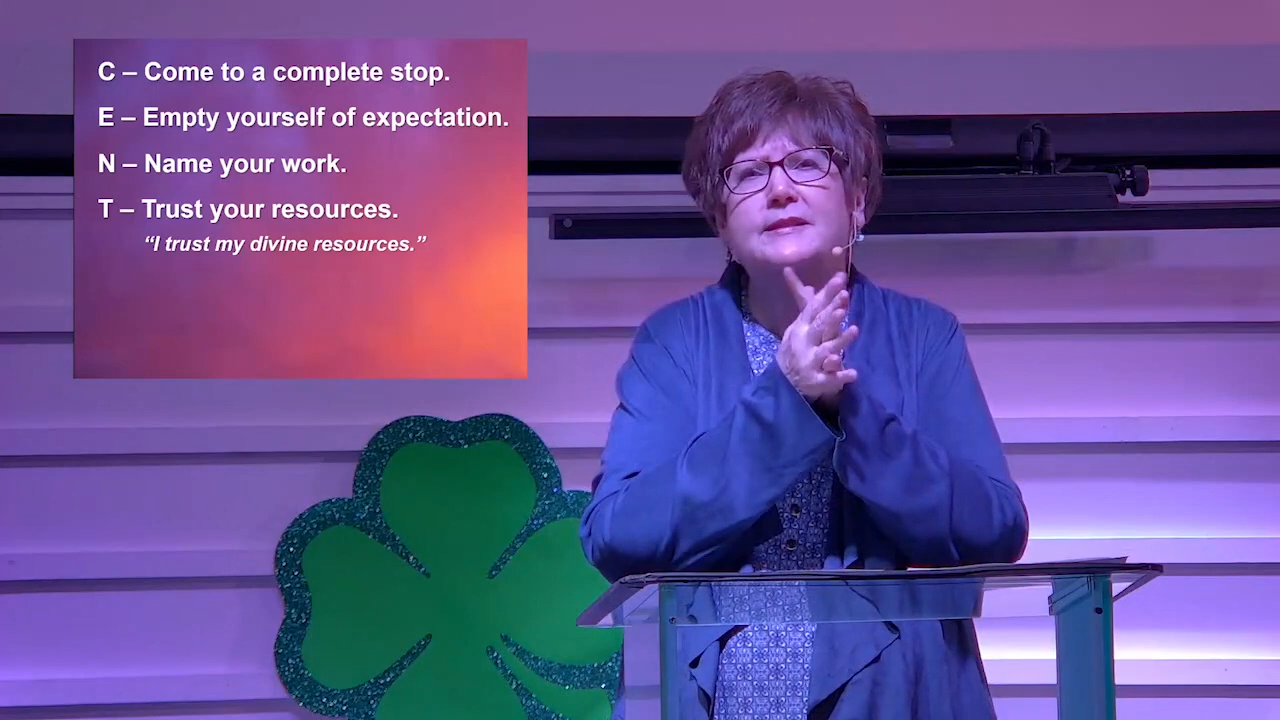 C – Come to a complete stop.
E – Empty yourself of expectation.
N – Name your work.
T – Trust your resources.
“I trust my divine resources.”